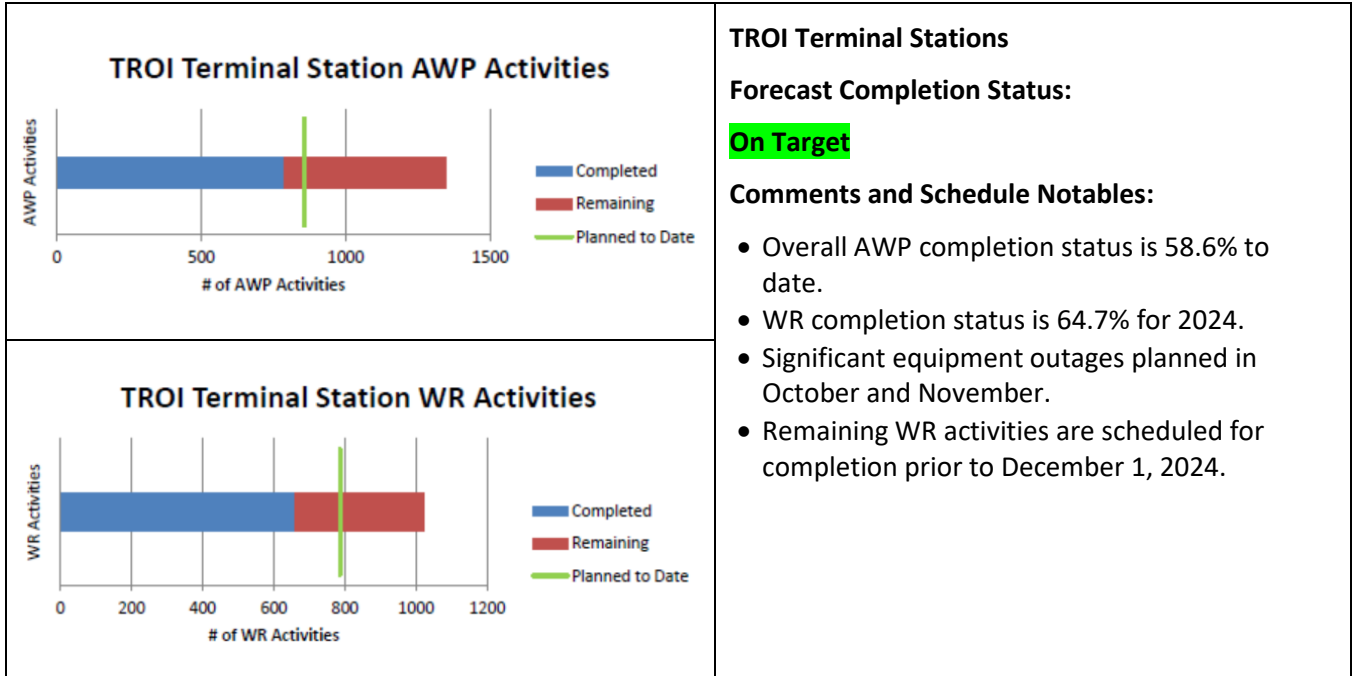 TROI Terminal Station AWP Activities
AWP Activities
Completed
Remaining
Planned to Date
0 500 1000 1500
# of AWP Activities
TROI Terminal Station WR Activities
WR Activities
Completed
Remaining
Planned to Date
0 200 400 600 800 1000 1200
# of WR Activities
TROI Terminal Stations
Forecast Completion Status:
On Target
Comments and Schedule Notables:
• Overall AWP completion status is 58.6% to
date.
• WR completion status is 64.7% for 2024.
• Significant equipment outages planned in
October and November.
• Remaining WR activities are scheduled for
completion prior to December 1, 2024.